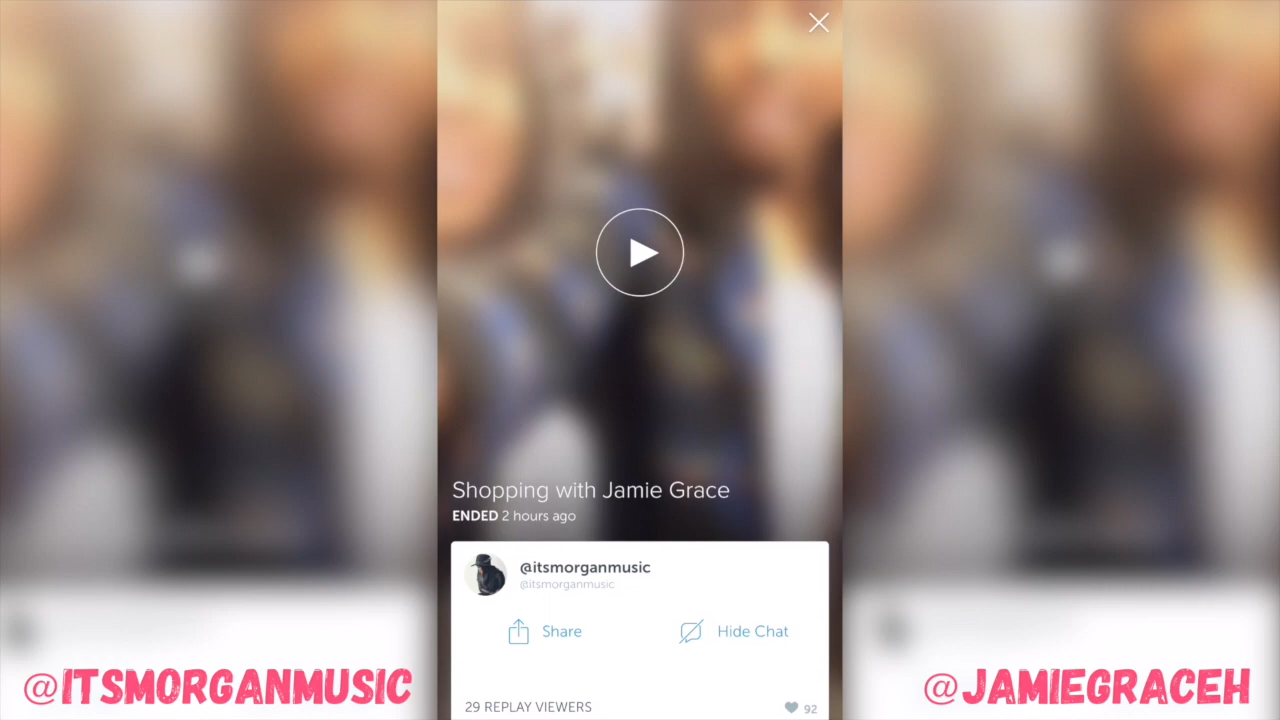 Shopping with Jamie Grace
ENDED 2 hours ago
@itsmorganmusic
@itsmorganmusic
Share
Hide Chat
@ITSMORGANMUSIC
@JAMIEGRACEH
29 REPLAY VIEWERS
92